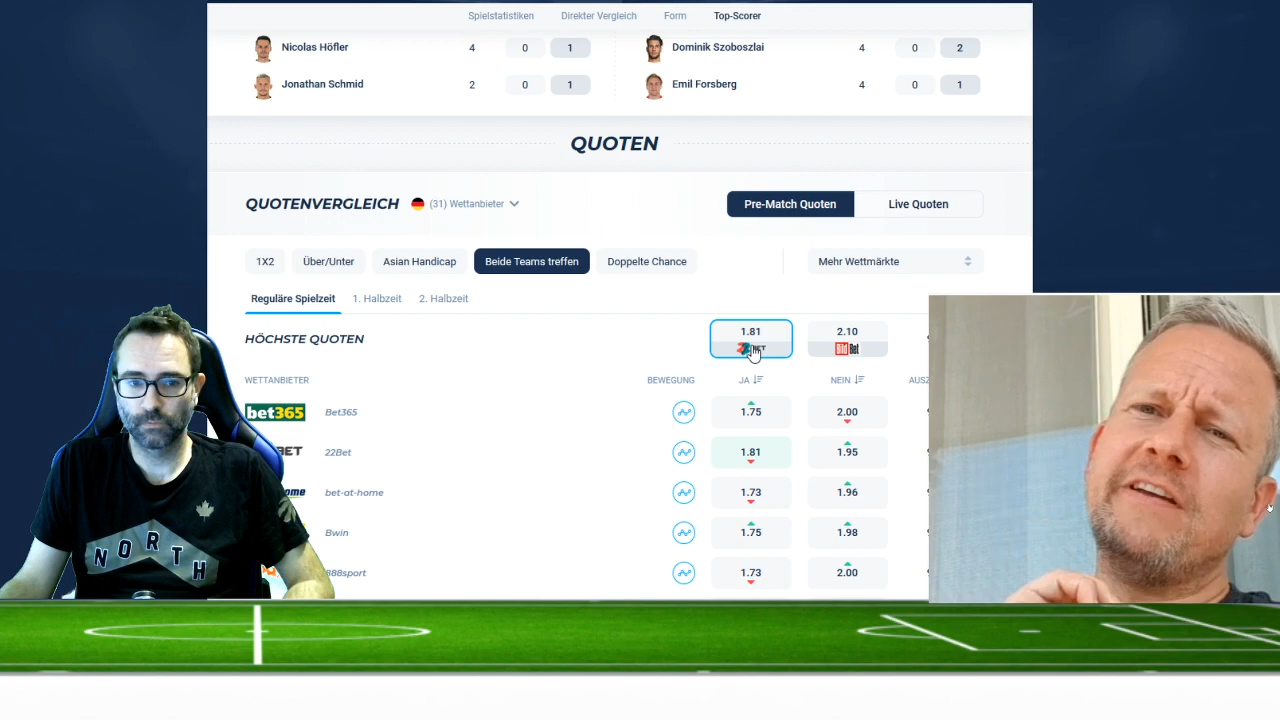 Spielstatistiken Direkter Vergleich Form Top-Scorer
Nicolas Höfler 4 0 1 Dominik Szoboszlai 4 0 2
Jonathan Schmid 2 0 1 Emil Forsberg 4 0 1
QUOTEN
QUOTENVERGLEICH (31) Wettanbieter Pre-Match Quoten Live Quoten
1X2 Über/Unter Asian Handicap Beide Teams treffen Doppelte Chance Mehr Wettmärkte
Reguläre Spielzeit 1. Halbzeit 2. Halbzeit
HÖCHSTE QUOTEN 1.81 2.10
BildBet
WETTANBIETER BEWEGUNG JA NEIN AUSZ
bet365 Bet365 1.75 2.00
BET 22Bet 1.81 1.95
ome bet-at-home 1.73 1.96
Bwin 1.75 1.98
888sport 1.73 2.00
NORTH